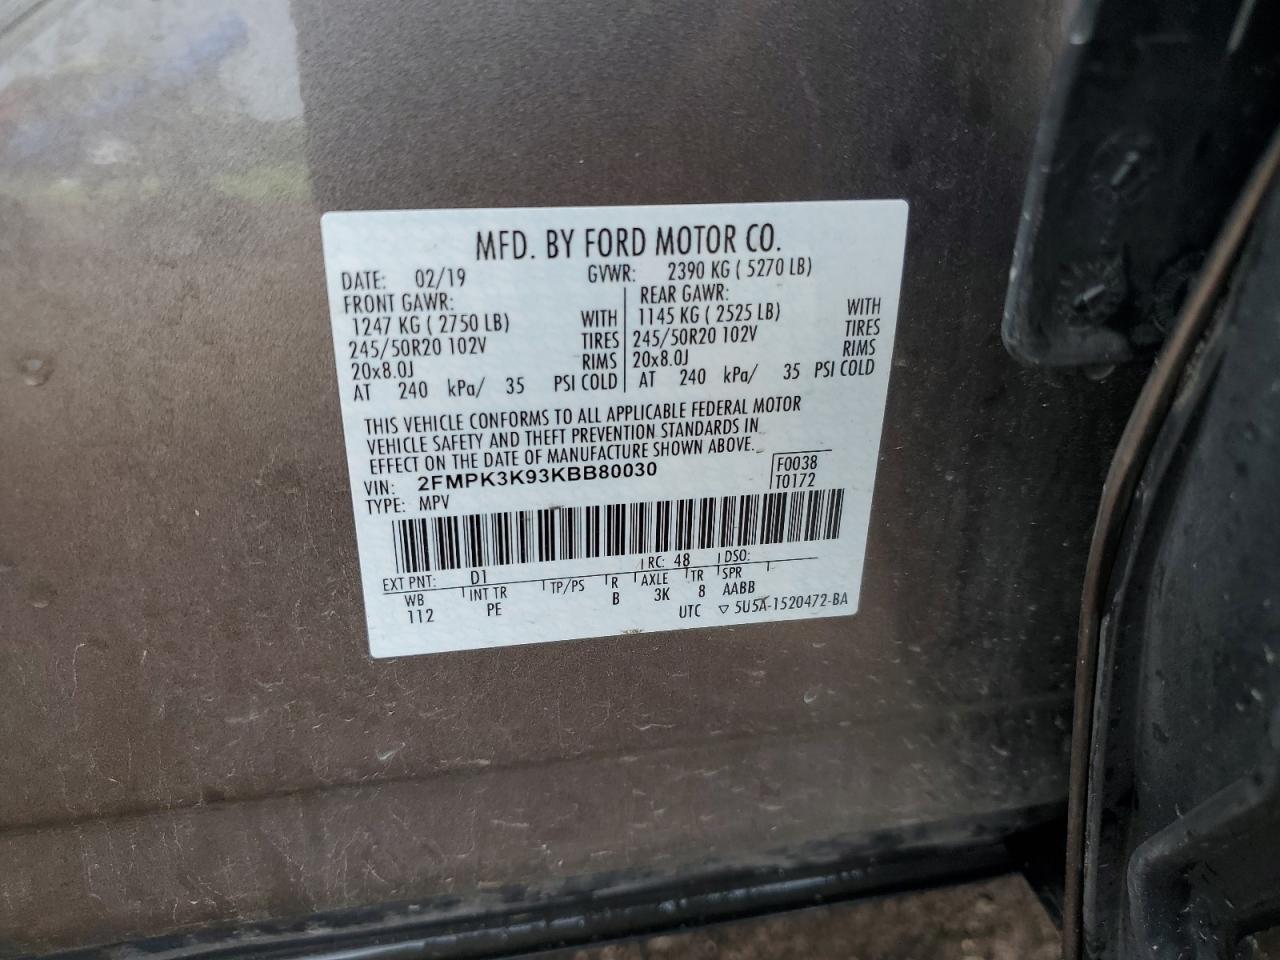 MFD. BY FORD MOTOR CO.
DATE: 02/19 GVWR: 2390 KG ( 5270 LB)
FRONT GAWR: REAR GAWR:
1247 KG ( 2750 LB) WITH 1145 KG ( 2525 LB) WITH
245/50R20 102V TIRES 245/50R20 102V TIRES
20x8.0J RIMS 20x8.0J RIMS
AT 240 kPa/ 35 PSI COLD AT 240 kPa/ 35 PSI COLD
THIS VEHICLE CONFORMS TO ALL APPLICABLE FEDERAL MOTOR
VEHICLE SAFETY AND THEFT PREVENTION STANDARDS IN
EFFECT ON THE DATE OF MANUFACTURE SHOWN ABOVE.
VIN: 2FMPK3K93KBB80030 F0038
TYPE: MPV T0172
EXT PNT: D1 RC: 48 DSO:
WB INT TR TP/PS R AXLE TR SPR
112 PE B 3K 8 AABB
UTC ▽ 5U5A-1520472-BA